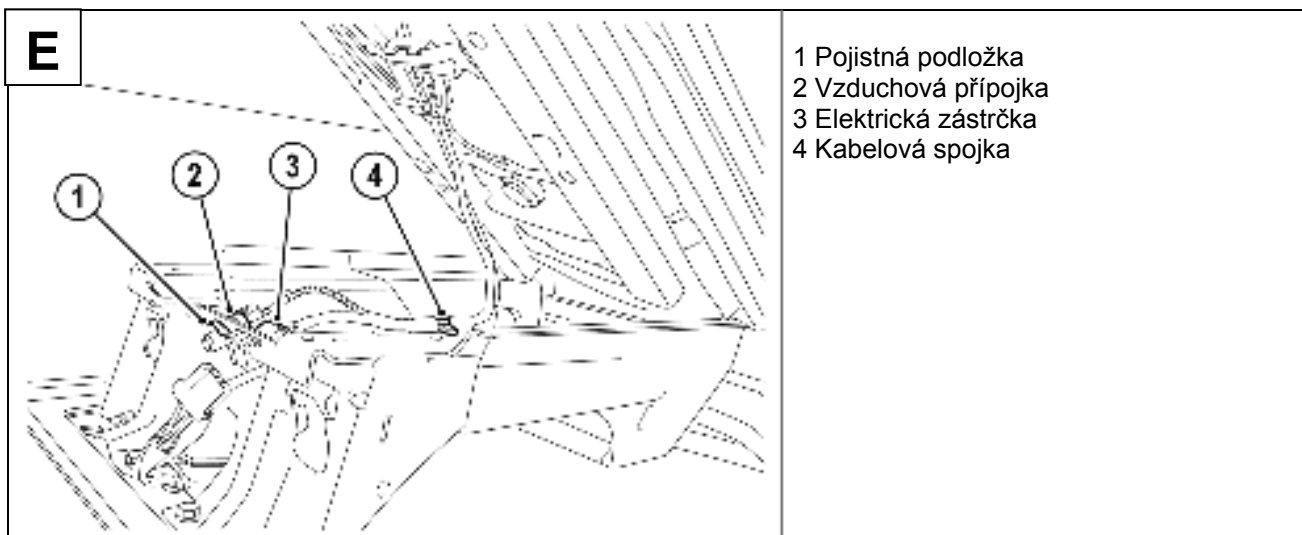 E
1 Pojistná podložka
2 Vzduchová přípojka
3 Elektrická zástrčka
4 Kabelová spojka
1
2
3
4